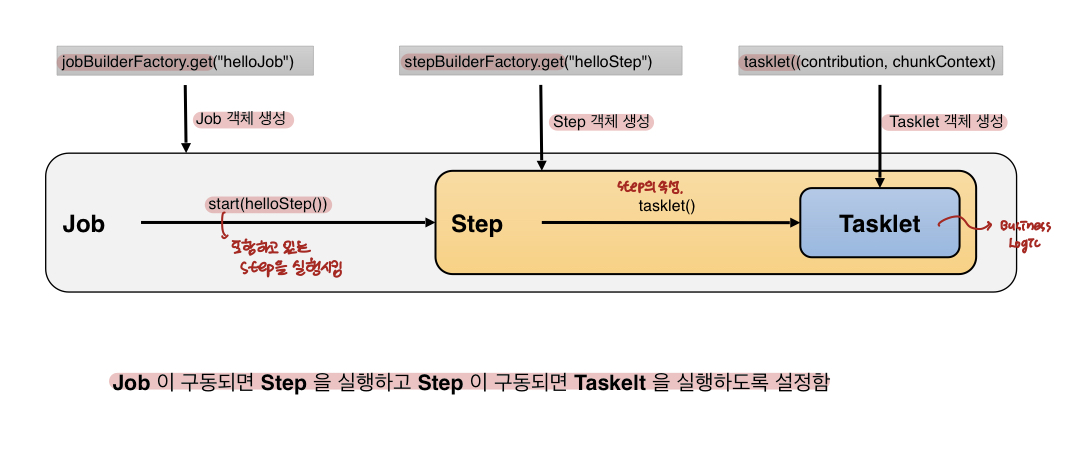 jobBuilderFactory.get("helloJob")
stepBuilderFactory.get("helloStep")
tasklet((contribution, chunkContext)
Job 객체 생성
Step 객체 생성
Tasklet 객체 생성
Job
start(helloStep())
포함하고 있는
step을 실행시킴
Step
step의 속성.
tasklet()
Tasklet
Business
Logic
Job 이 구동되면 Step 을 실행하고 Step 이 구동되면 Taskelt 을 실행하도록 설정함